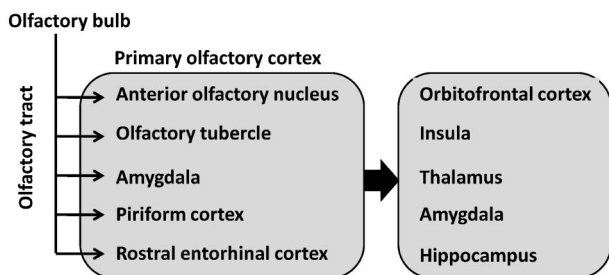 Olfactory bulb
Olfactory tract
Primary olfactory cortex
Anterior olfactory nucleus
Olfactory tubercle
Amygdala
Piriform cortex
Rostral entorhinal cortex
Orbitofrontal cortex
Insula
Thalamus
Amygdala
Hippocampus